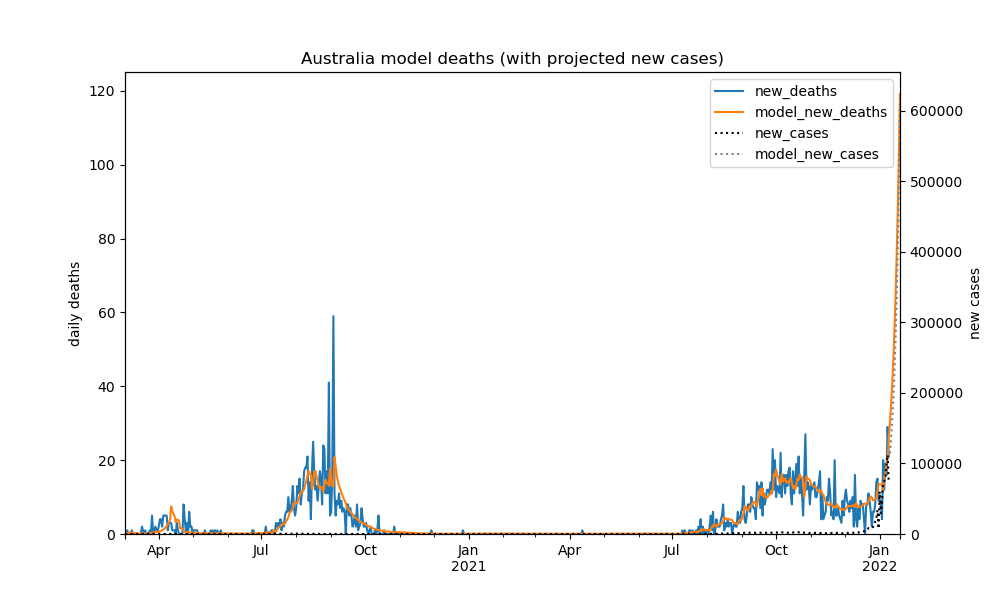 Australia model deaths (with projected new cases)
new_deaths
model_new_deaths
new_cases
model_new_cases
daily deaths
120
100
80
60
40
20
0
600000
500000
400000
300000
200000
100000
0
new cases
Apr
Jul
Oct
Jan
2021
Apr
Jul
Oct
Jan
2022